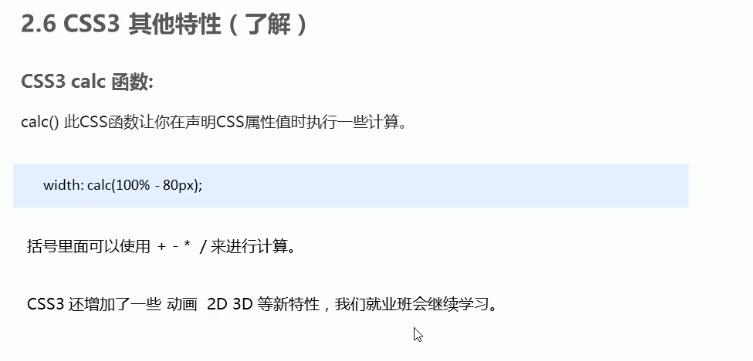 2.6 CSS3 其他特性（了解）
CSS3 calc 函数:
calc() 此CSS函数让你在声明CSS属性值时执行一些计算。
width: calc(100% - 80px);
括号里面可以使用 + - * / 来进行计算。
CSS3 还增加了一些 动画 2D 3D 等新特性，我们就业班会继续学习。